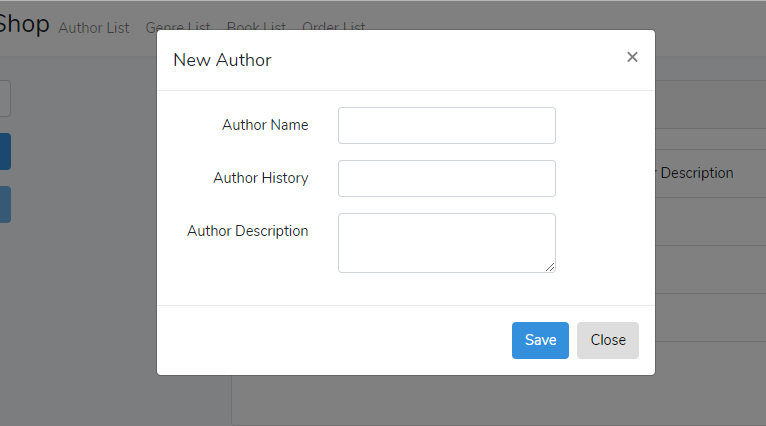 Shop Author List Genre List Book List Order List
New Author ×
Author Name
Author History
Description
Author Description
Save Close